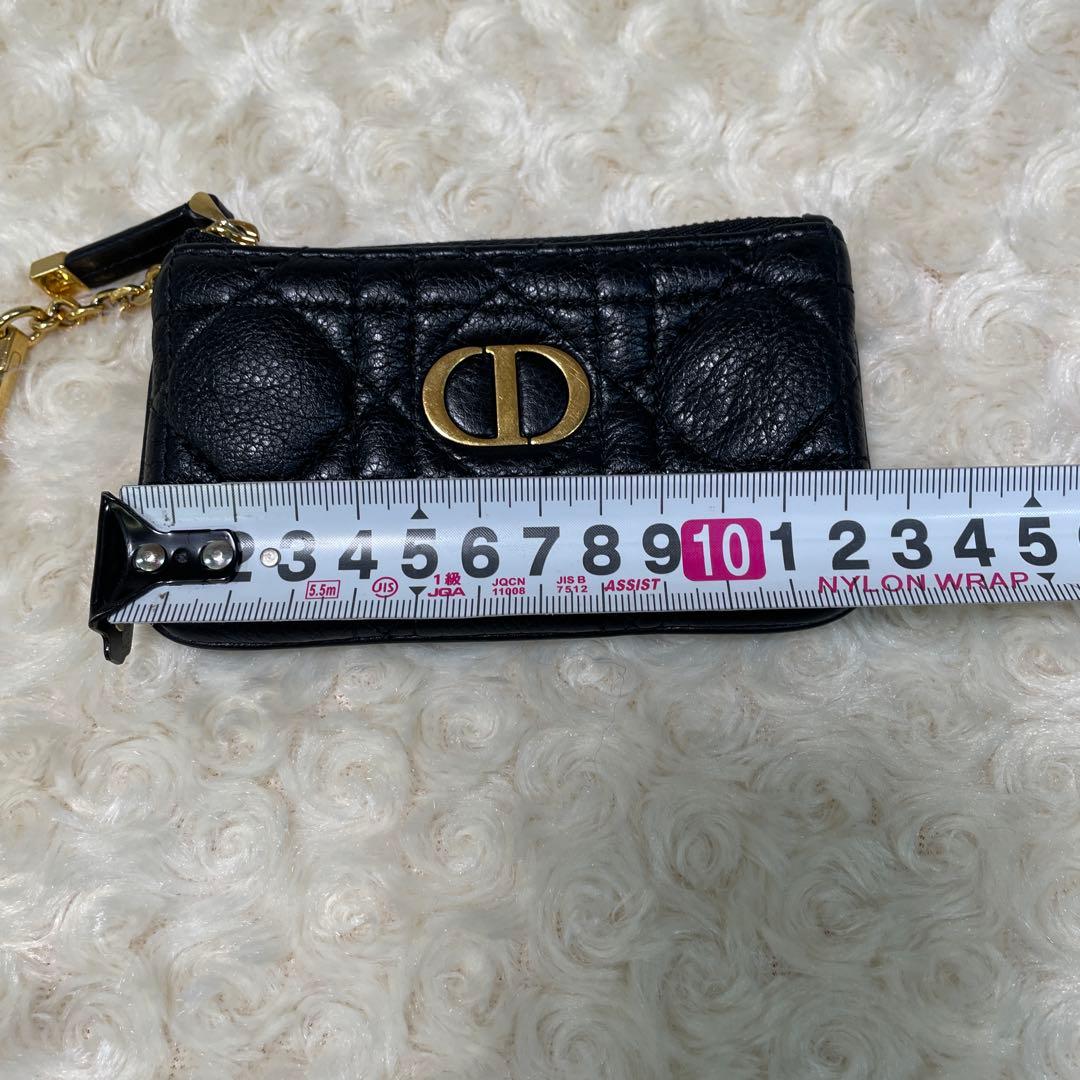 CD
2 3 4 5 6 7 8 9 10 1 2 3 4 5
5.5m JIS 1級 JQA JQCN 11008 JIS B 7512 ASSIST NYLON WRAP